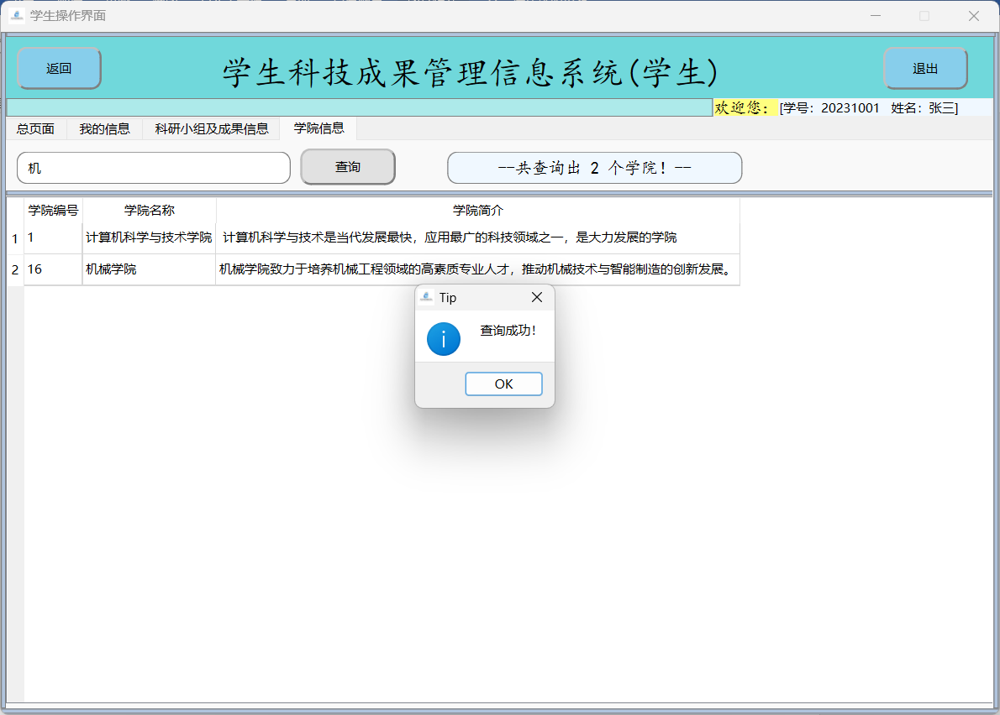 学生操作界面
返回
学生科技成果管理信息系统(学生)
退出
欢迎您: [学号: 20231001 姓名: 张三]
总页面 我的信息 科研小组及成果信息 学院信息
机 查询 --共查询出 2 个学院! --
学院编号 学院名称 学院简介
1 1 计算机科学与技术学院 计算机科学与技术是当代发展最快，应用最广的科技领域之一，是大力发展的学院
2 16 机械学院 机械学院致力于培养机械工程领域的高素质专业人才，推动机械技术与智能制造的创新发展。
Tip
查询成功!
OK